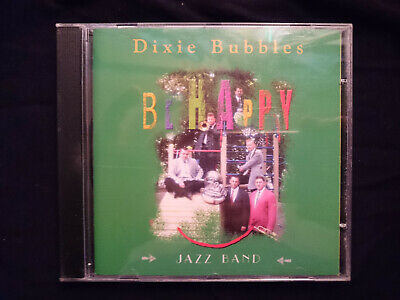 Dixie Bubbles
BE HAPPY
JAZZ BAND